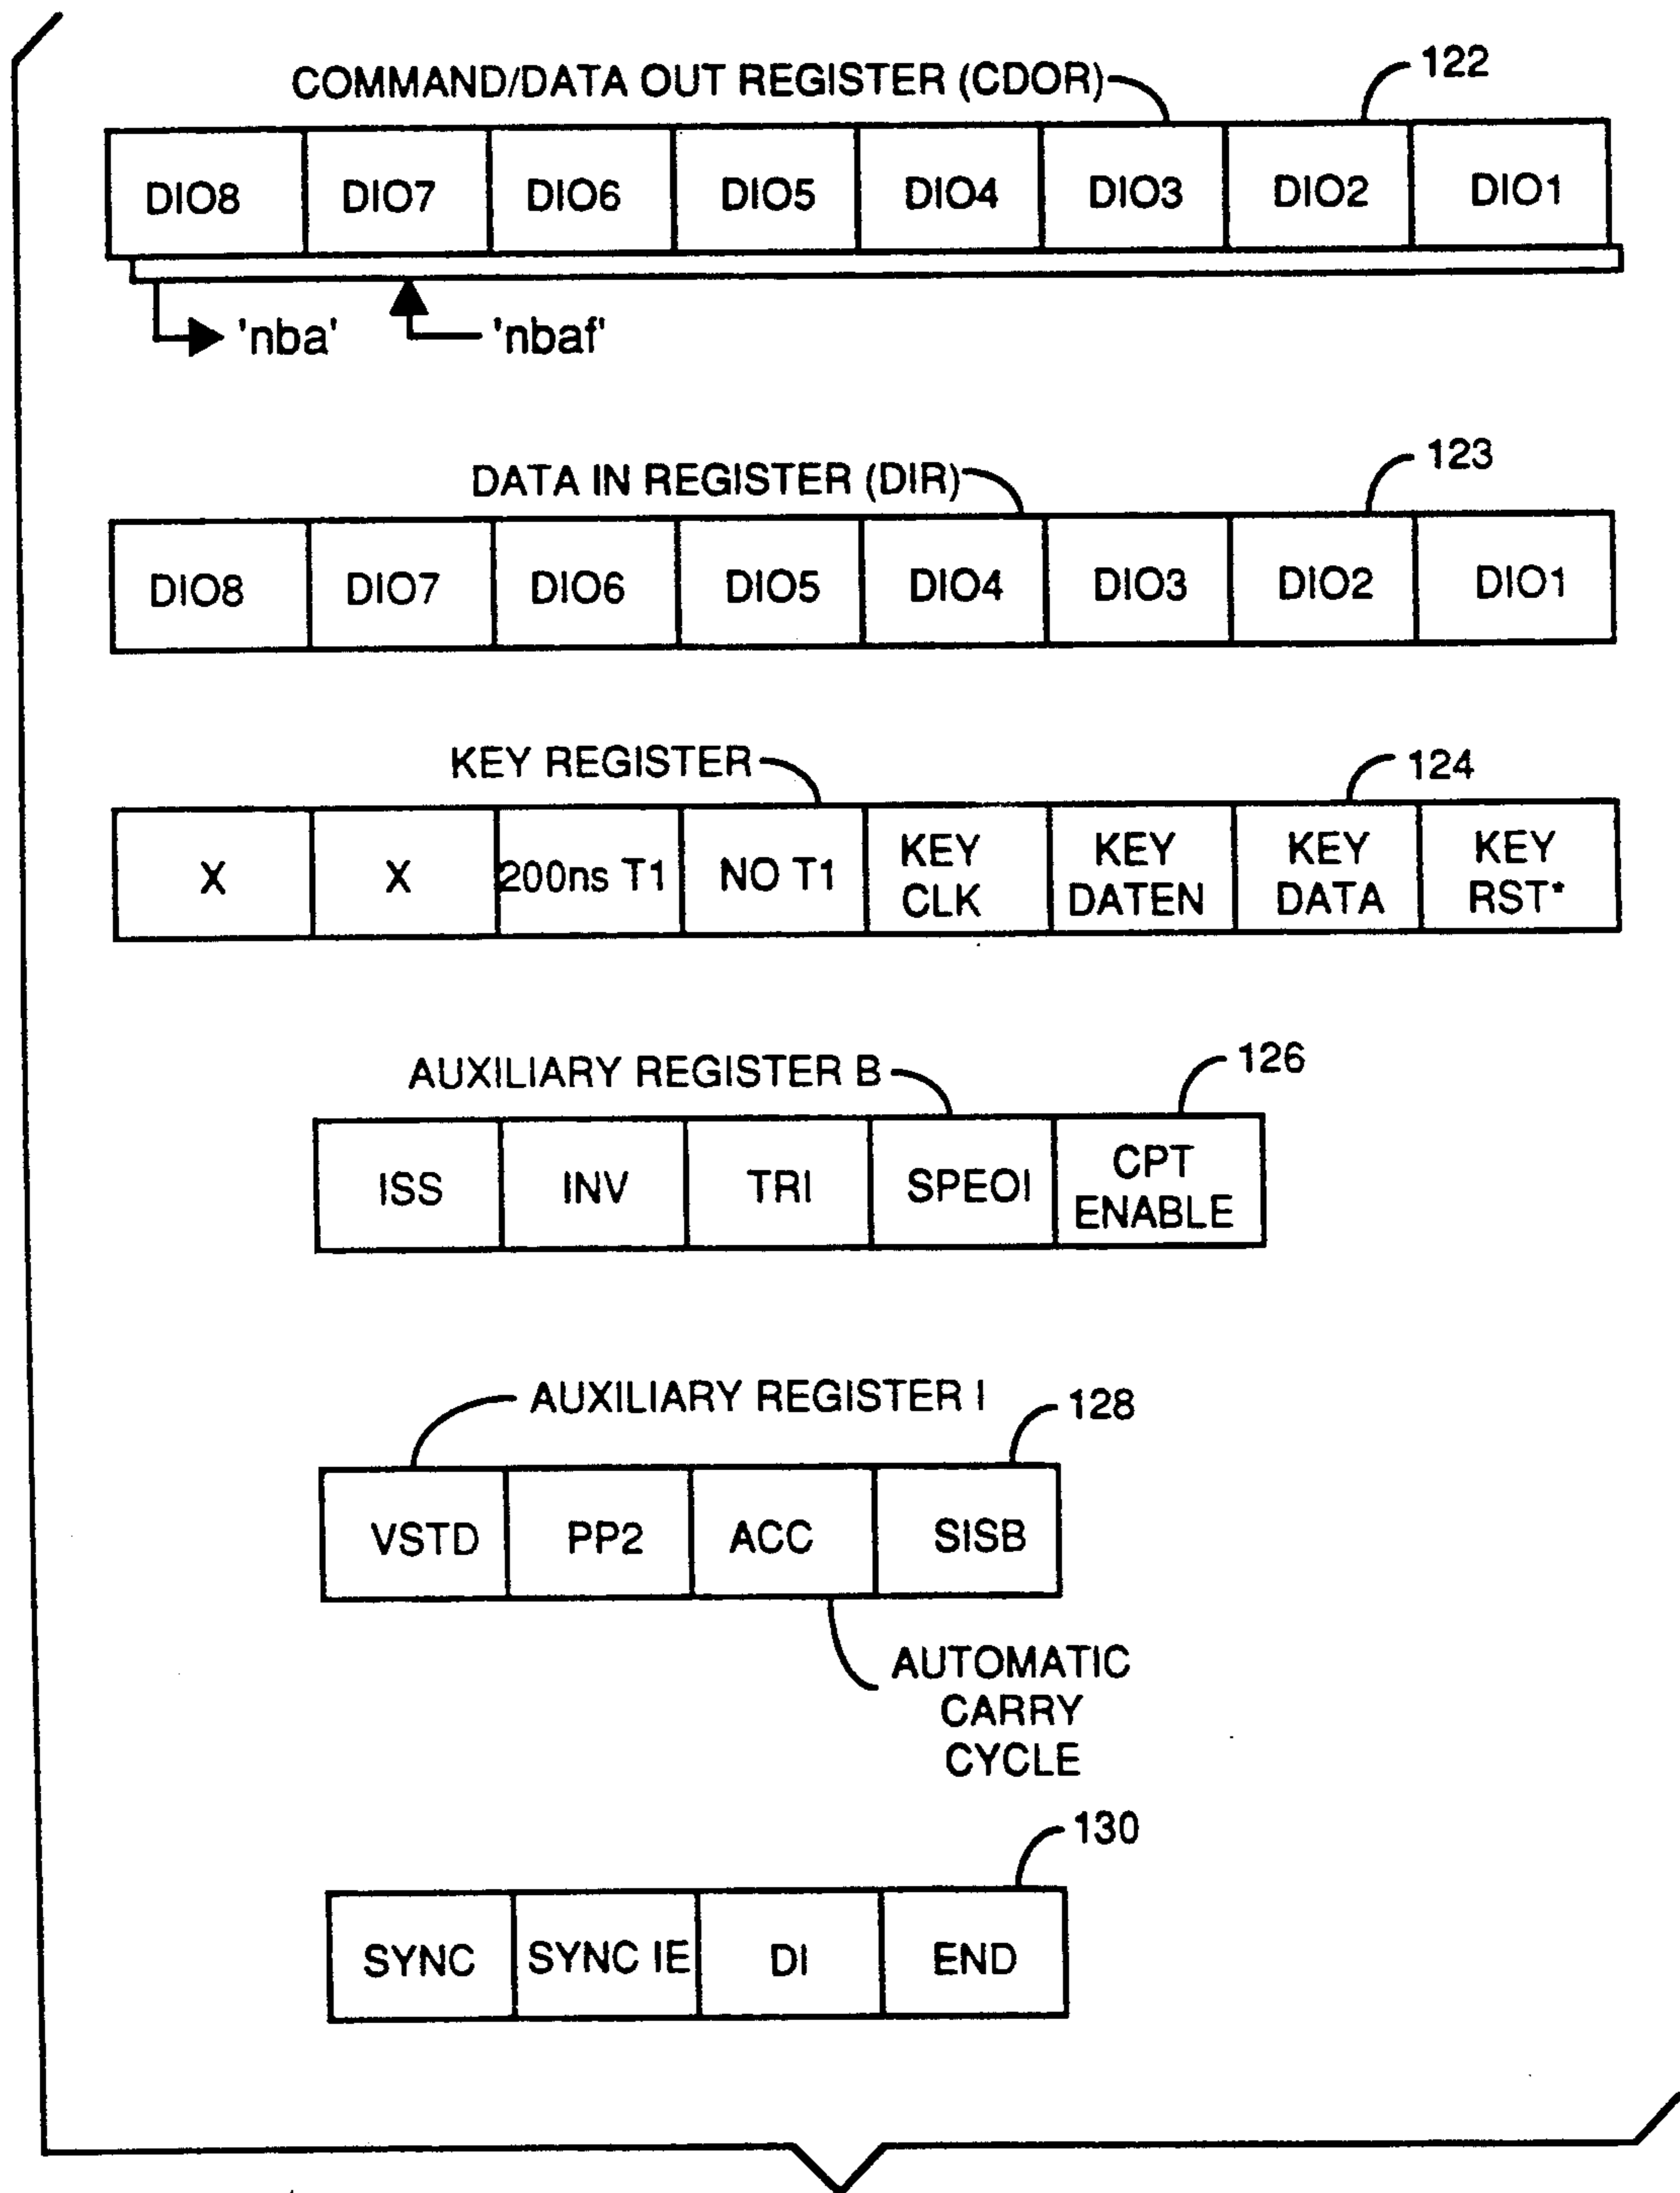 COMMAND/DATA OUT REGISTER (CDOR)
122
DIO8 DIO7 DIO6 DIO5 DIO4 DIO3 DIO2 DIO1
'nba' 'nbaf'
DATA IN REGISTER (DIR)
123
DIO8 DIO7 DIO6 DIO5 DIO4 DIO3 DIO2 DIO1
KEY REGISTER
124
X X 200ns T1 NO T1 KEY CLK KEY DATEN KEY DATA KEY RST*
AUXILIARY REGISTER B
126
ISS INV TRI SPEOI CPT ENABLE
AUXILIARY REGISTER I
128
VSTD PP2 ACC SISB
AUTOMATIC
CARRY
CYCLE
130
SYNC SYNC IE DI END